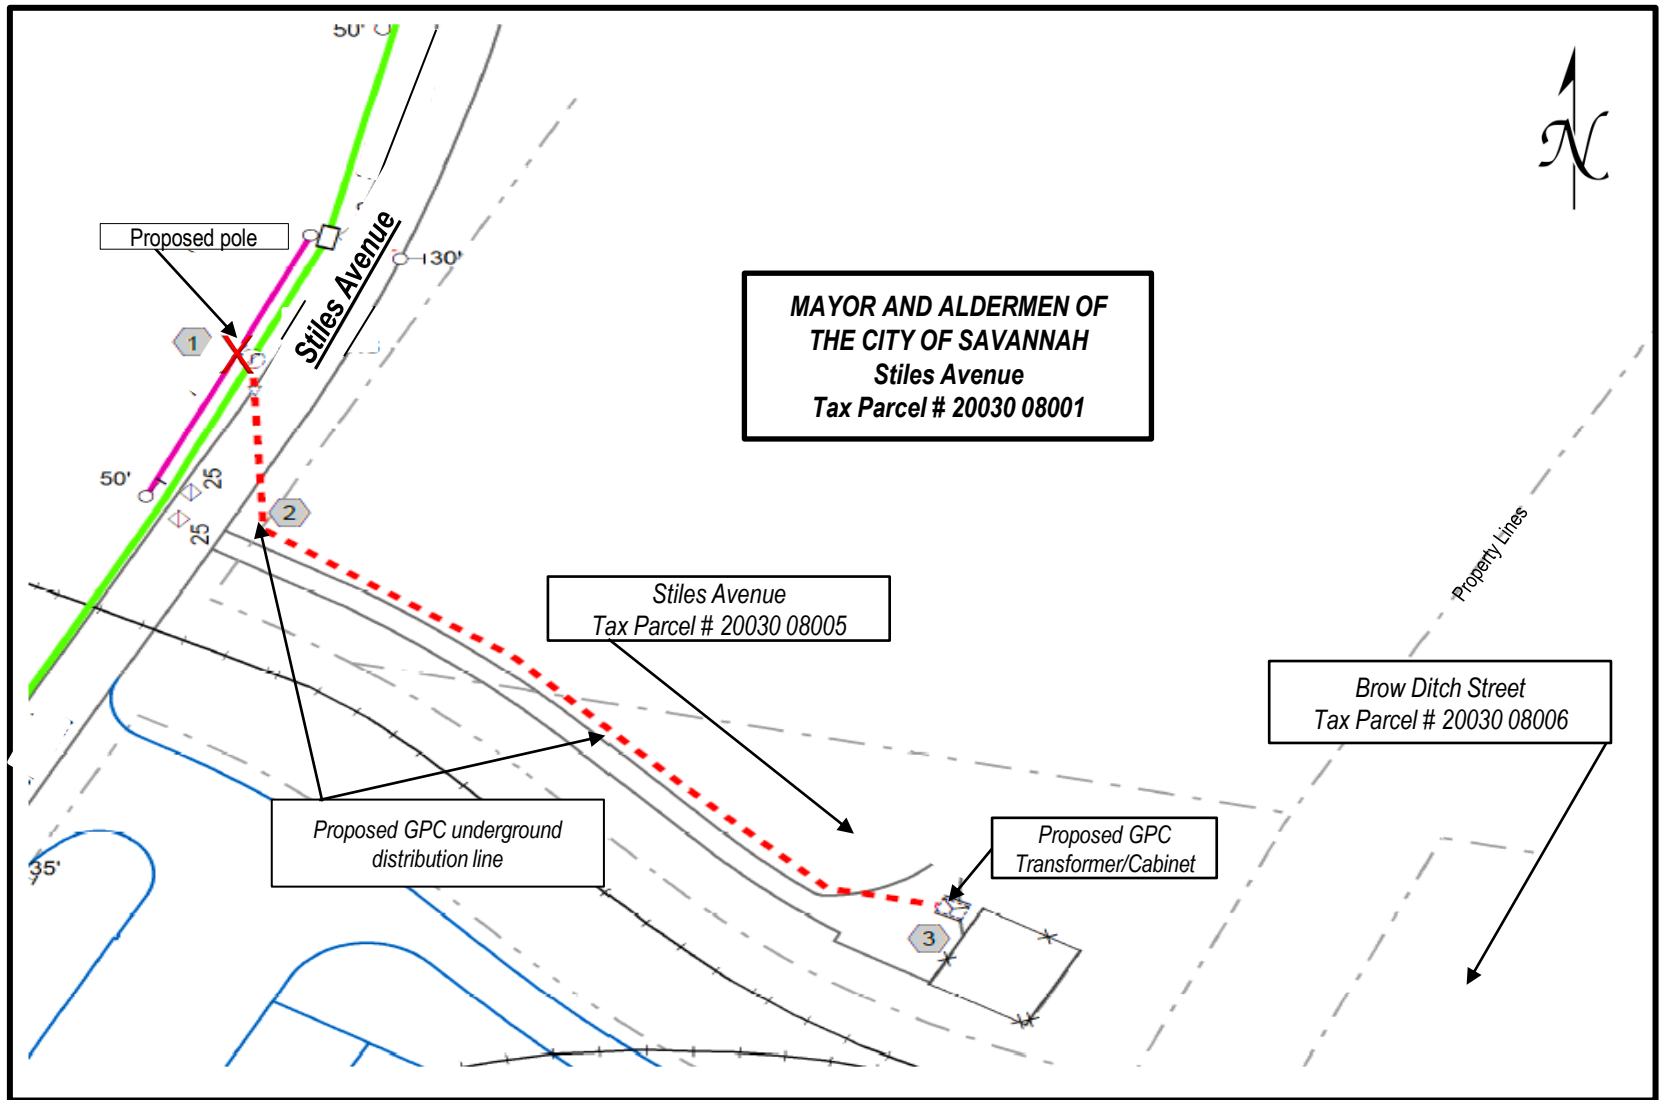 50'
N
Proposed pole
Stiles Avenue
30'
1
MAYOR AND ALDERMEN OF
THE CITY OF SAVANNAH
Stiles Avenue
Tax Parcel # 20030 08001
50'
25
2
25
Property Lines
Stiles Avenue
Tax Parcel # 20030 08005
Brow Ditch Street
Tax Parcel # 20030 08006
Proposed GPC underground
distribution line
Proposed GPC
Transformer/Cabinet
35'
3